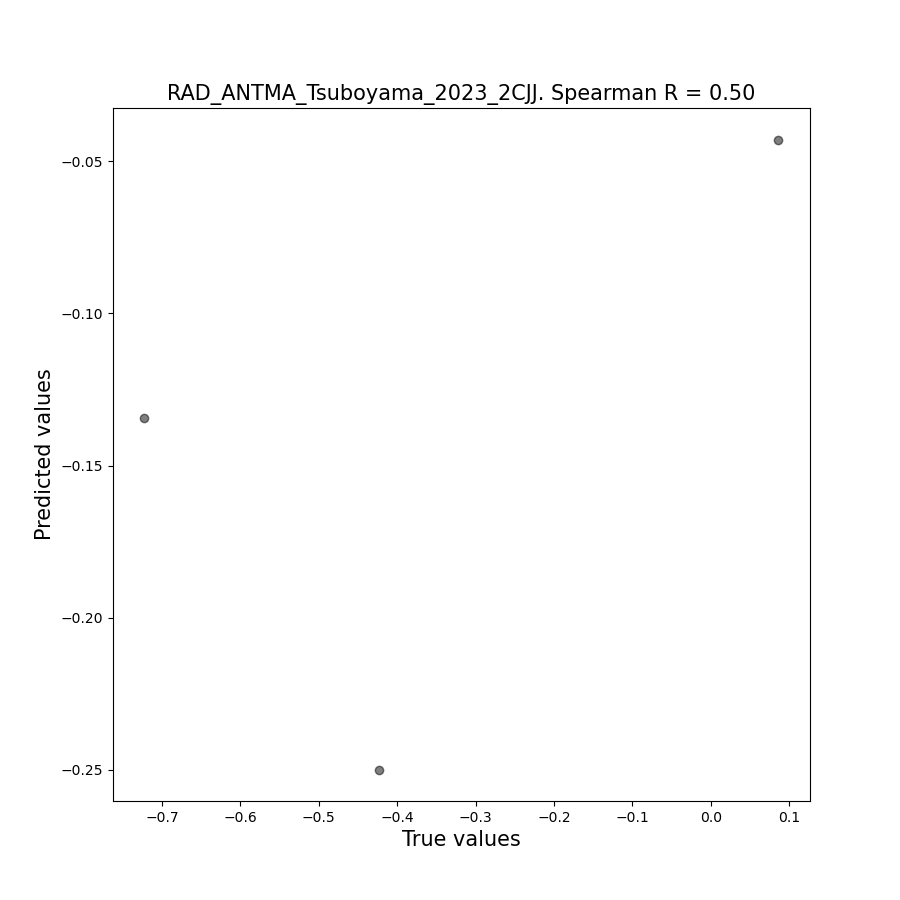 RAD_ANTMA_Tsuboyama_2023_2CJJ. Spearman R = 0.50
−0.05
−0.10
−0.15
−0.20
−0.25
Predicted values
−0.7 −0.6 −0.5 −0.4 −0.3 −0.2 −0.1 0.0 0.1
True values